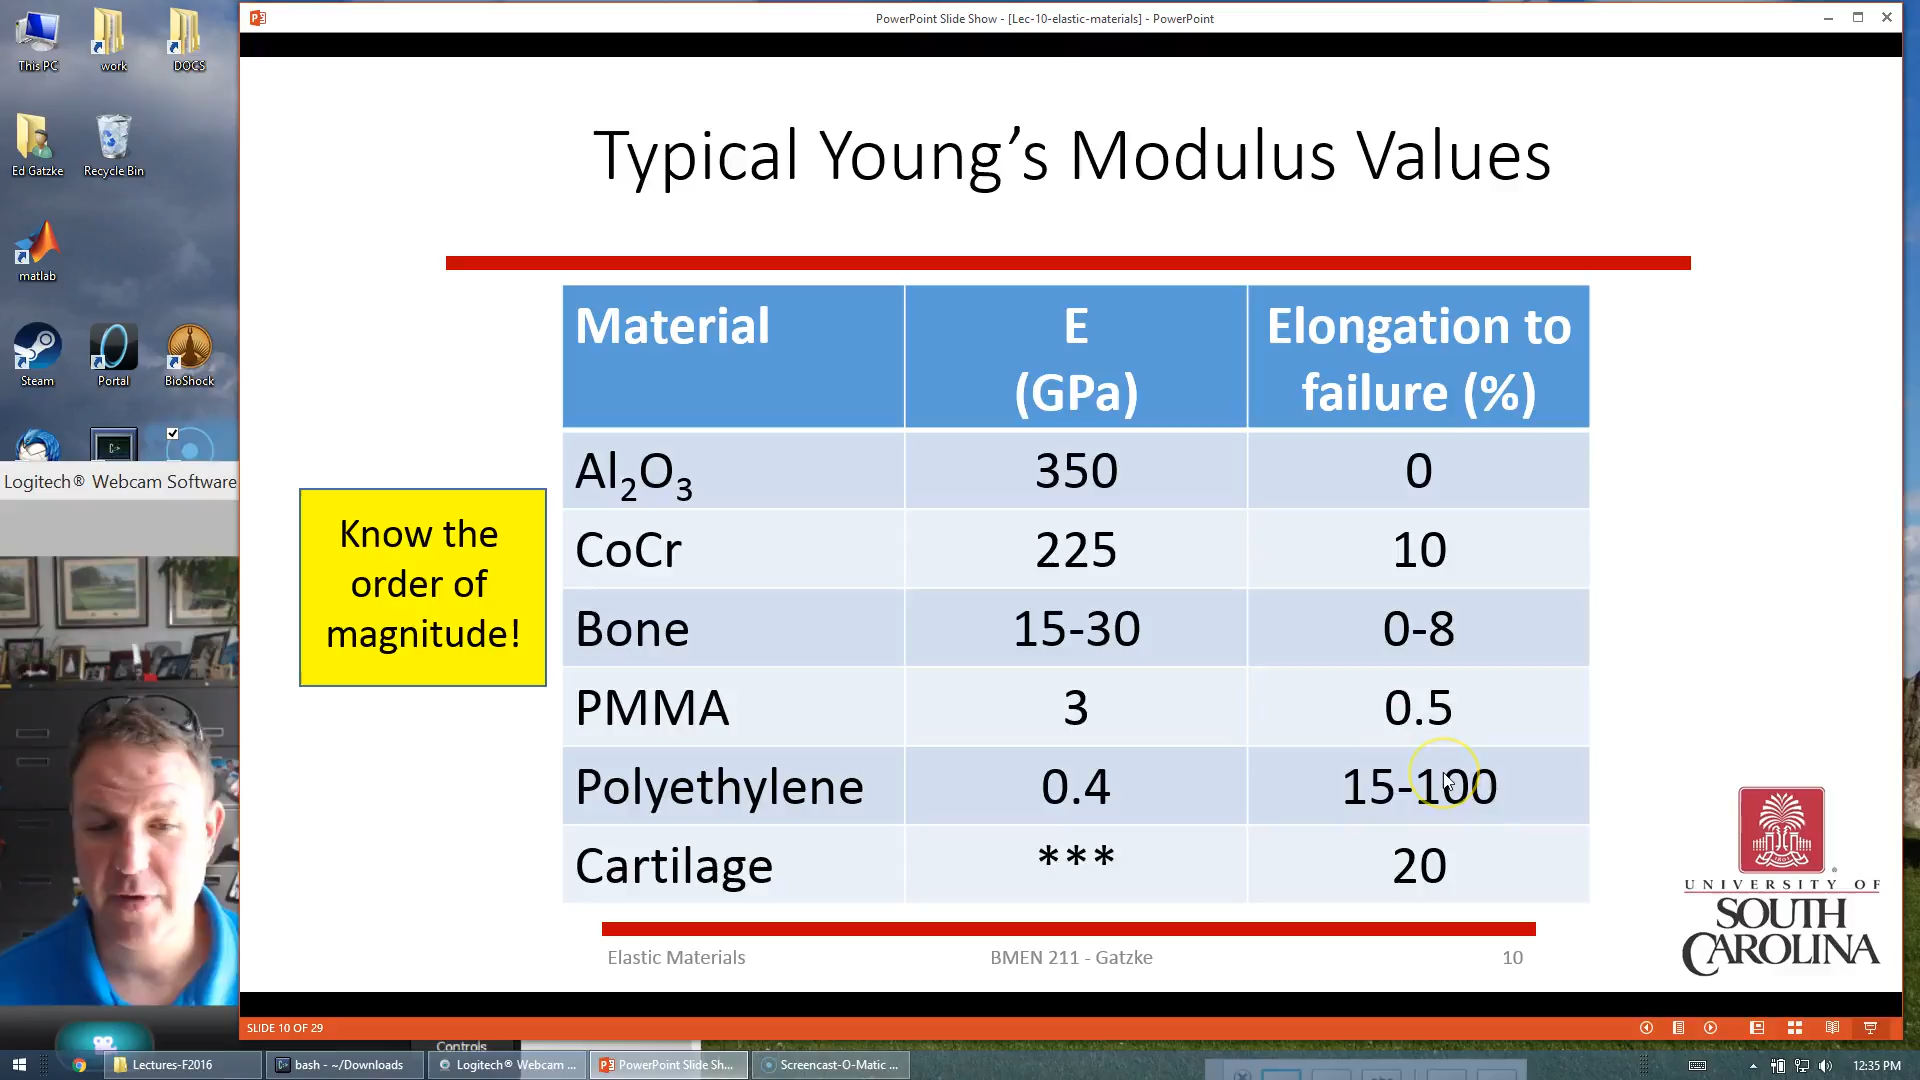 PowerPoint Slide Show - [Lec-10-elastic-materials] - PowerPoint
This PC
work
DOCS
Ed Gatzke
Recycle Bin
matlab
Steam
Portal
BioShock
Logitech® Webcam Software
Typical Young's Modulus Values
Know the
order of
magnitude!
Material
E
(GPa)
Elongation to
failure (%)
Al2O3 350 0
CoCr 225 10
Bone 15-30 0-8
PMMA 3 0.5
Polyethylene 0.4 15-100
Cartilage *** 20
Elastic Materials
BMEN 211 - Gatzke
10
UNIVERSITY OF
SOUTH
CAROLINA
SLIDE 10 OF 29
Controls
Lectures-F2016
bash - ~/Downloads
Logitech® Webcam ...
PowerPoint Slide Sh...
Screencast-O-Matic ...
12:35 PM